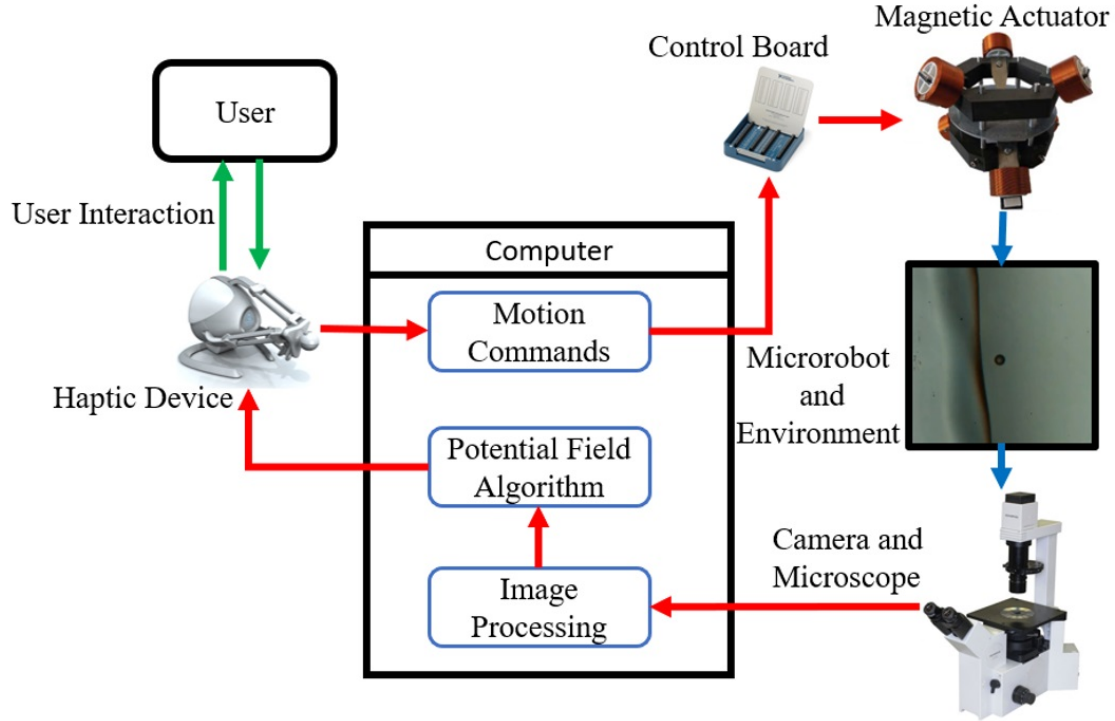 Magnetic Actuator
Control Board
User
User Interaction
Computer
Motion
Commands
Haptic Device
Microrobot
and
Environment
Potential Field
Algorithm
Camera and
Microscope
Image
Processing